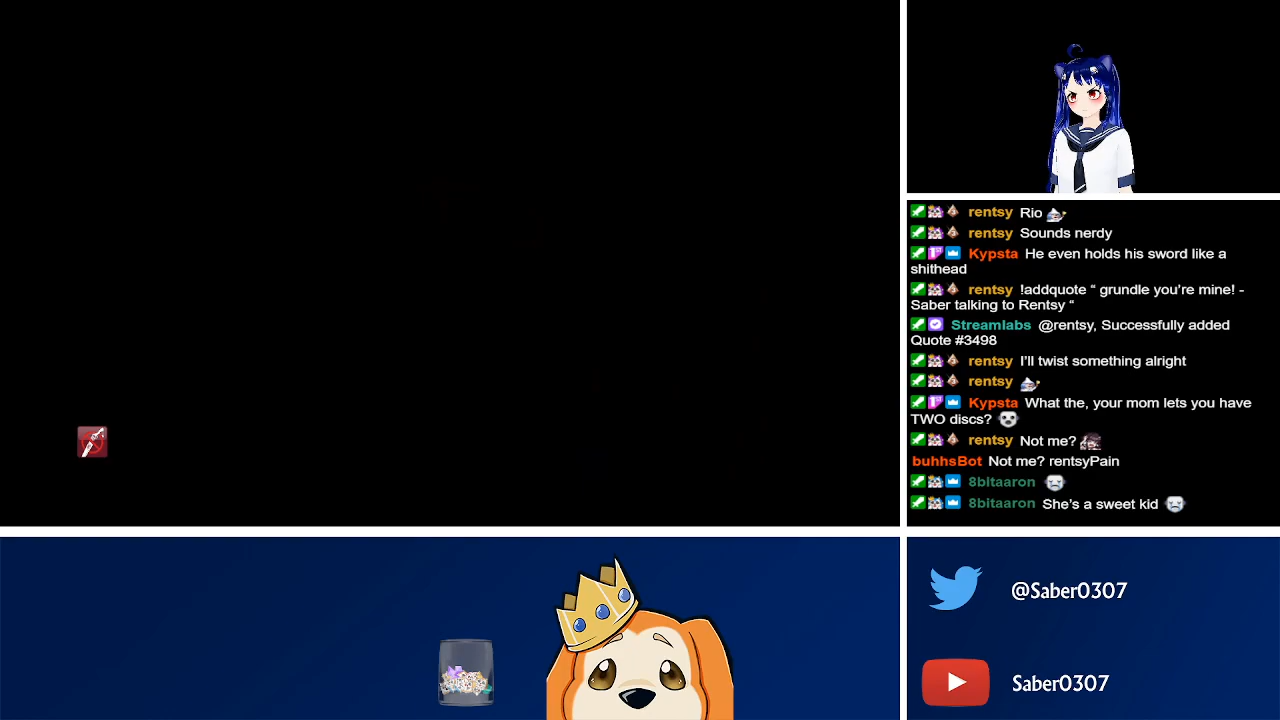 rentsy Rio
rentsy Sounds nerdy
Kypsta He even holds his sword like a
shithead
rentsy !addquote “ grundle you’re mine! -
Saber talking to Rentsy “
Streamlabs @rentsy, Successfully added
Quote #3498
rentsy I’ll twist something alright
rentsy
Kypsta What the, your mom lets you have
TWO discs?
rentsy Not me?
buhhsBot Not me? rentsyPain
8bitaaron
8bitaaron She’s a sweet kid
@Saber0307
Saber0307